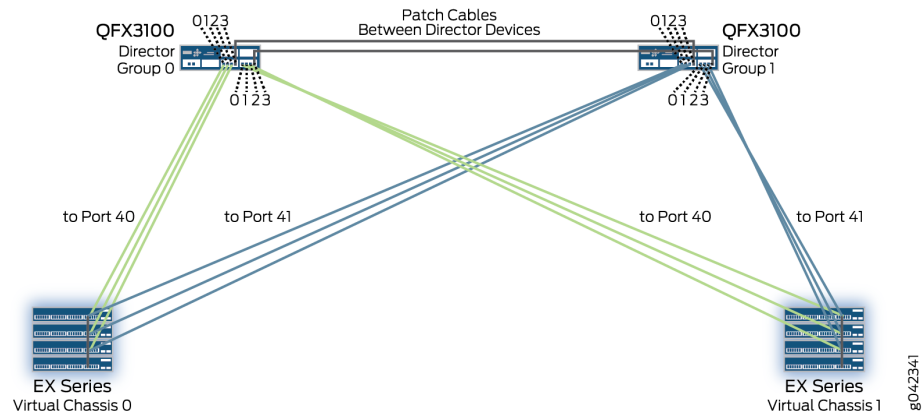 Patch Cables
Between Director Devices
QFX3100
Director
Group 0
0123
0123
0123
QFX3100
Director
Group 1
0123
to Port 40
to Port 41
to Port 40
to Port 41
EX Series
Virtual Chassis 0
EX Series
Virtual Chassis 1
g042341